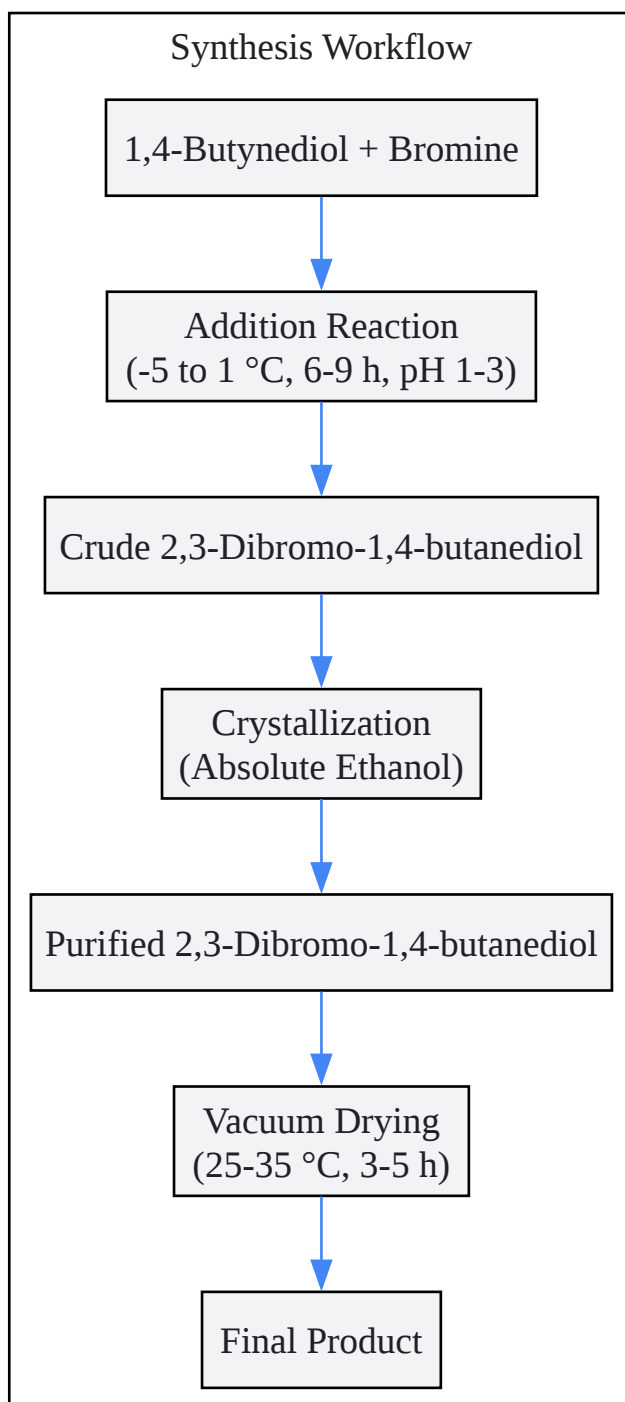 Synthesis Workflow
1,4-Butynediol + Bromine
Addition Reaction
(-5 to 1 °C, 6-9 h, pH 1-3)
Crude 2,3-Dibromo-1,4-butanediol
Crystallization
(Absolute Ethanol)
Purified 2,3-Dibromo-1,4-butanediol
Vacuum Drying
(25-35 °C, 3-5 h)
Final Product